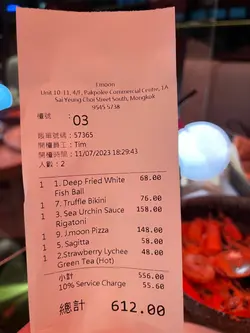 J.moon
Unit 10-11, 4/F, Pakpolee Commercial Centre, 1A
Sai Yeung Choi Street South, Mongkok
9545 5738
檯號 : 03
賬單號碼 : 57365
開檯員工 : Tim
開檯時間 : 11/07/2023 18:29:43
人數 : 2
1 1. Deep Fried White 68.00
Fish Ball
1 7. Truffle Bikini 76.00
1 3. Sea Urchin Sauce 158.00
Rigatoni
1 9. J.moon Pizza 148.00
1 5. Sagitta 58.00
1 2. Strawberry Lychee 48.00
Green Tea (Hot)
小計 556.00
10% Service Charge 55.60
總計 612.00